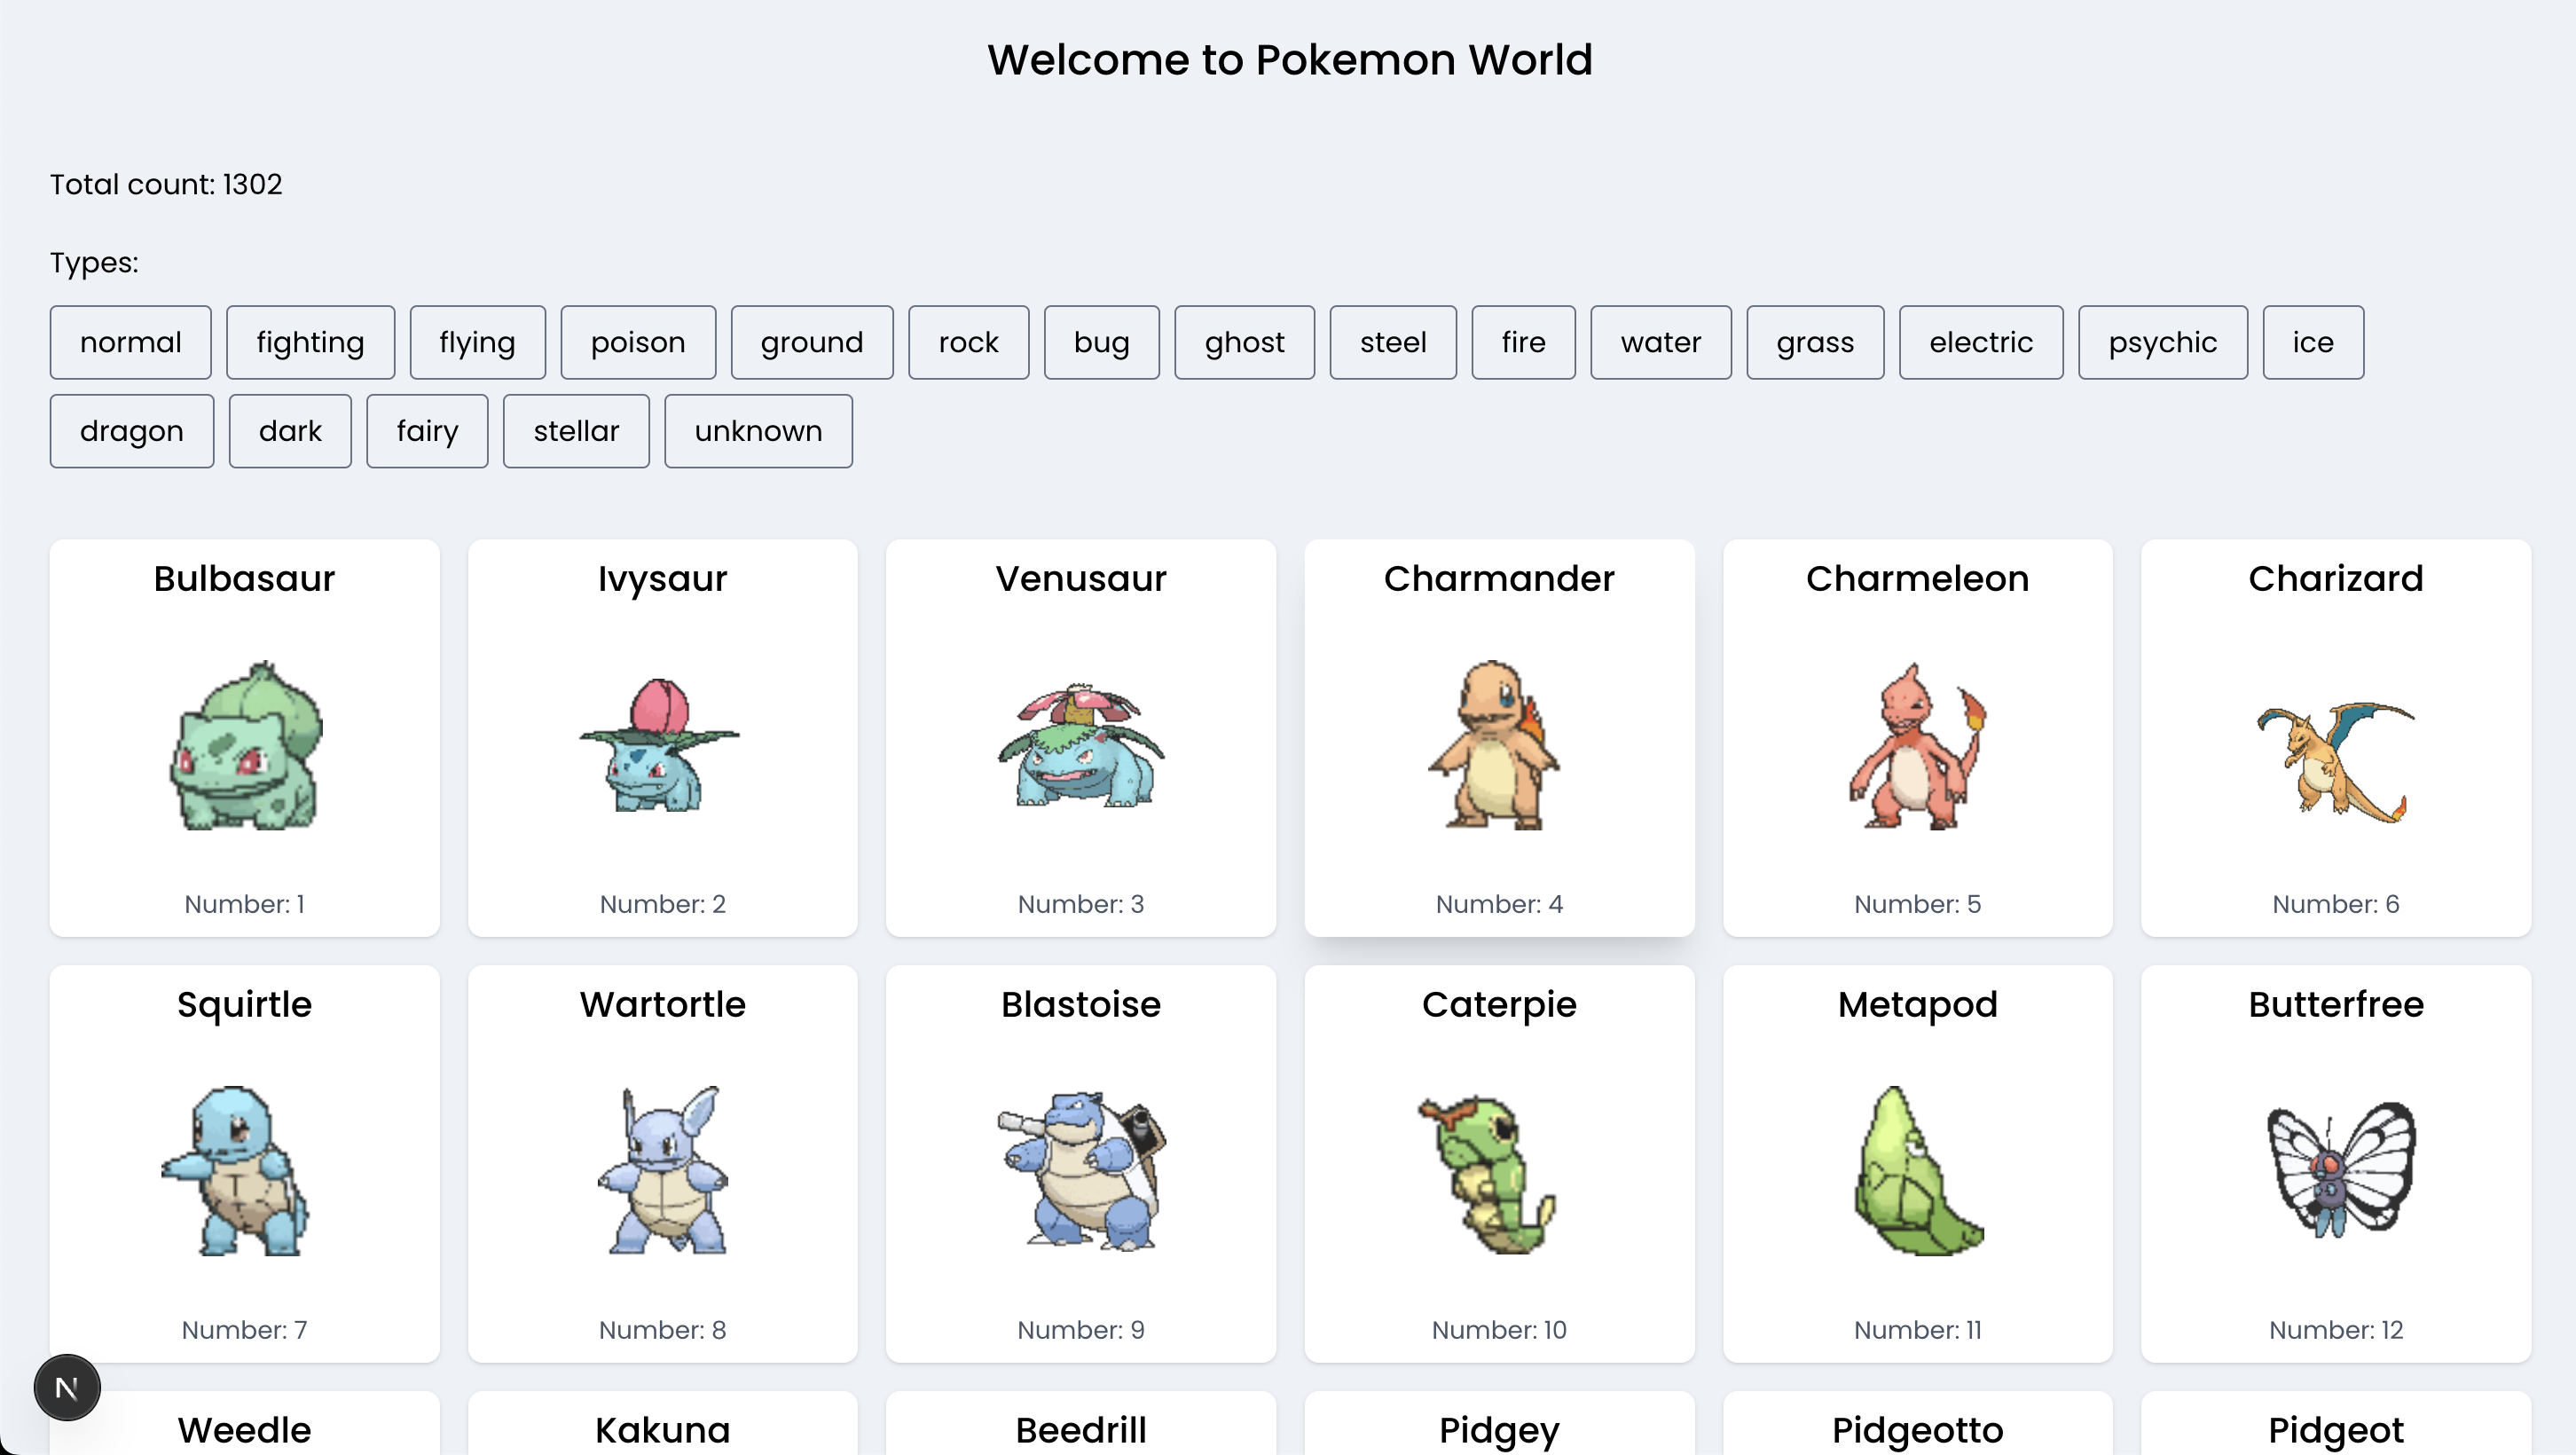 Welcome to Pokemon World
Total count: 1302
Types:
normal fighting flying poison ground rock bug ghost steel fire water grass electric psychic ice
dragon dark fairy stellar unknown
Bulbasaur Ivysaur Venusaur Charmander Charmeleon Charizard
Number: 1 Number: 2 Number: 3 Number: 4 Number: 5 Number: 6
Squirtle Wartortle Blastoise Caterpie Metapod Butterfree
Number: 7 Number: 8 Number: 9 Number: 10 Number: 11 Number: 12
N
Weedle Kakuna Beedrill Pidgey Pidgeotto Pidgeot